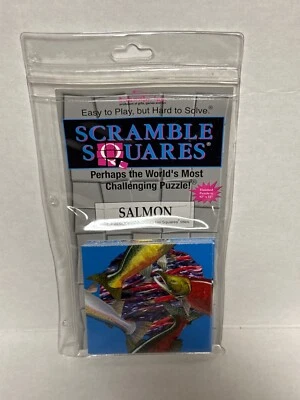 Easy to Play, but Hard to Solve.®
SCRAMBLE
SQUARES®
Perhaps the World's Most
Challenging Puzzle!®
SALMON